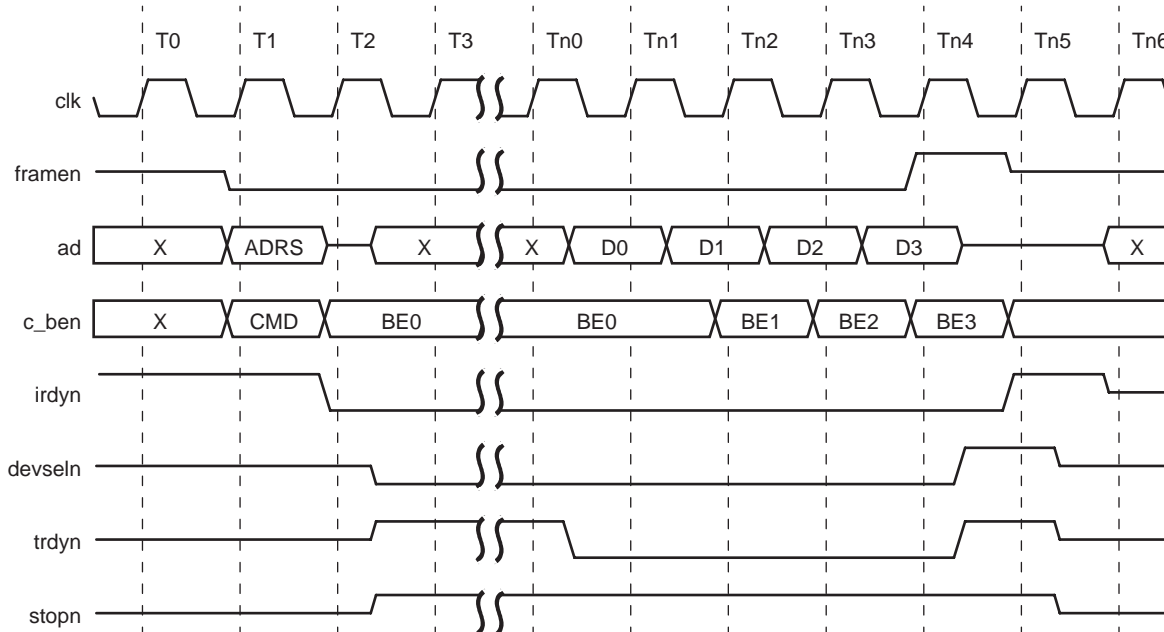 T0 T1 T2 T3 Tn0 Tn1 Tn2 Tn3 Tn4 Tn5 Tn6
clk
framen
ad X ADRS X X D0 D1 D2 D3 X
c_ben X CMD BE0 BE0 BE1 BE2 BE3
irdyn
devseln
trdyn
stopn